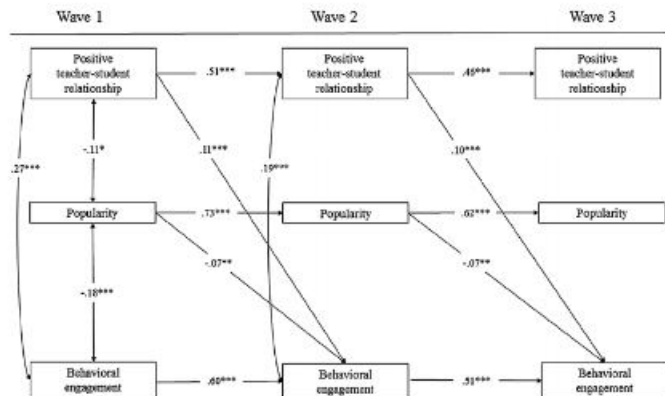 Wave 1 Wave 2 Wave 3
Positive Positive Positive
teacher-student teacher-student teacher-student
relationship relationship relationship
.51*** .46***
-.11*
.27*** .11*** .19*** .10***
Popularity Popularity Popularity
.73*** .62***
-.07** -.07**
-.18***
Behavioral Behavioral Behavioral
engagement engagement engagement
.60*** .51***